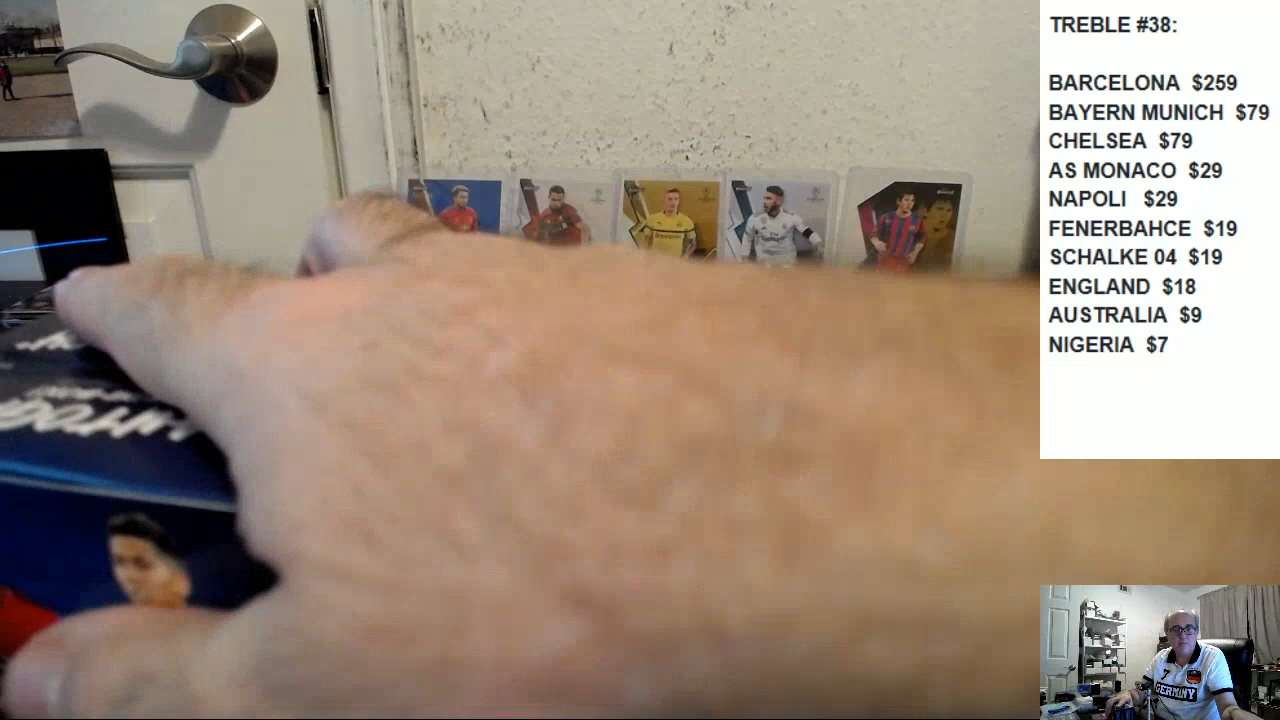 TREBLE #38:
BARCELONA $259
BAYERN MUNICH $79
CHELSEA $79
AS MONACO $29
NAPOLI $29
FENERBAHCE $19
SCHALKE 04 $19
ENGLAND $18
AUSTRALIA $9
NIGERIA $7
GERMANY